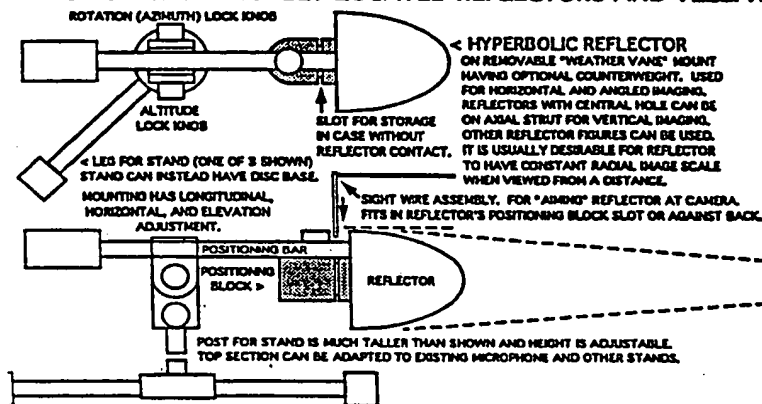 ROTATION (AZIMUTH) LOCK KNOB
< HYPERBOLIC REFLECTOR
ON REMOVABLE "WEATHER VANE" MOUNT
HAVING OPTIONAL COUNTERWEIGHT. USED
FOR HORIZONTAL AND ANGLED IMAGING.
REFLECTORS WITH CENTRAL HOLE CAN BE
ON AXIAL STRUT FOR VERTICAL IMAGING.
OTHER REFLECTOR FIGURES CAN BE USED.
IT IS USUALLY DESIRABLE FOR REFLECTOR
TO HAVE CONSTANT RADIAL IMAGE SCALE
WHEN VIEWED FROM A DISTANCE.
ALTITUDE
LOCK KNOB
SLOT FOR STORAGE
IN CASE WITHOUT
REFLECTOR CONTACT.
< LEG FOR STAND (ONE OF 3 SHOWN)
STAND CAN INSTEAD HAVE DISC BASE.
MOUNTING HAS LONGITUDINAL,
HORIZONTAL, AND ELEVATION
ADJUSTMENT.
SIGHT WIRE ASSEMBLY. FOR "AIMING" REFLECTOR AT CAMERA.
FITS IN REFLECTOR'S POSITIONING BLOCK SLOT OR AGAINST BACK.
POSITIONING BAR
POSITIONNG
BLOCK >
REFLECTOR
POST FOR STAND IS MUCH TALLER THAN SHOWN AND HEIGHT IS ADJUSTABLE.
TOP SECTION CAN BE ADAPTED TO EXISTING MICROPHONE AND OTHER STANDS.